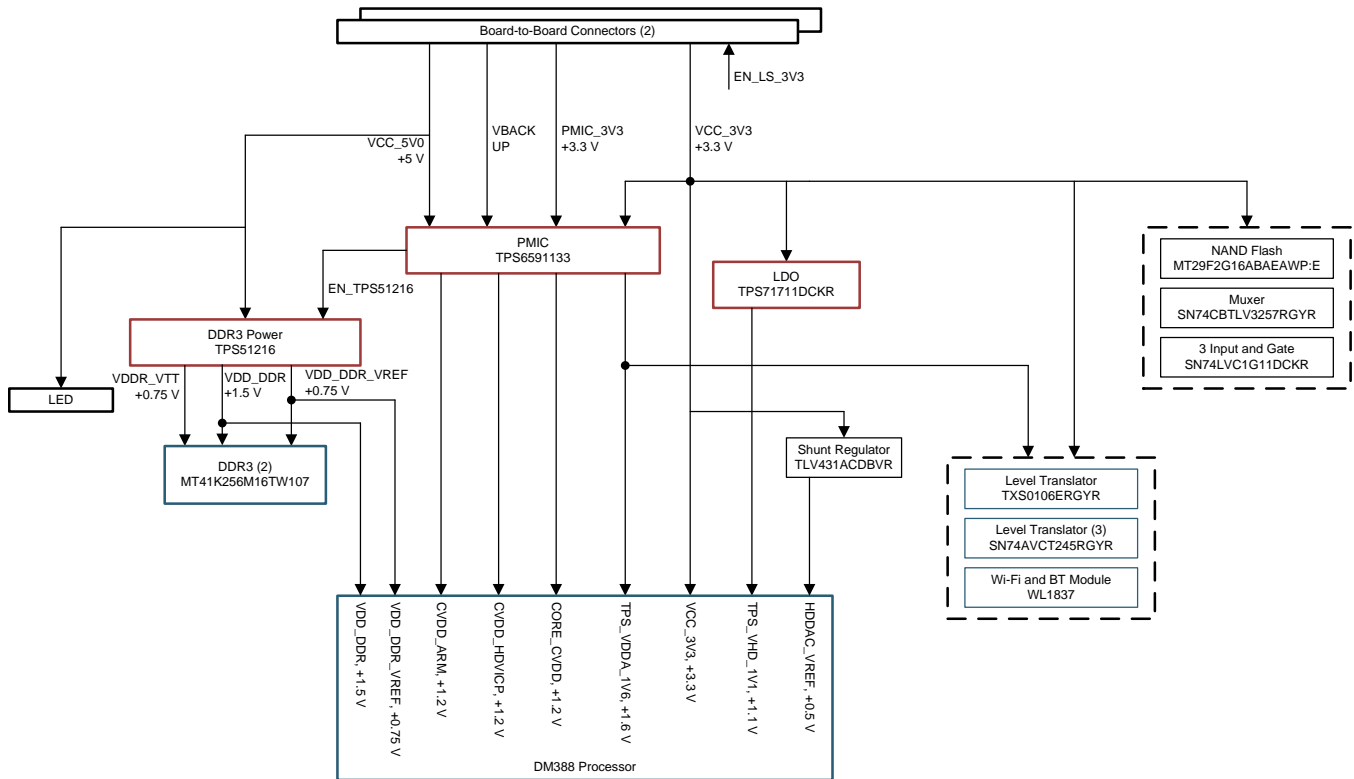 Board-to-Board Connectors (2)
EN_LS_3V3
VCC_5V0
+5 V
VBACK
UP
PMIC_3V3
+3.3 V
VCC_3V3
+3.3 V
PMIC
TPS6591133
LDO
TPS71711DCKR
NAND Flash
MT29F2G16ABAEAWP:E
Muxer
SN74CBTLV3257RGYR
3 Input and Gate
SN74LVC1G11DCKR
EN_TPS51216
DDR3 Power
TPS51216
VDDR_VTT
+0.75 V
VDD_DDR
+1.5 V
VDD_DDR_VREF
+0.75 V
LED
DDR3 (2)
MT41K256M16TW107
Shunt Regulator
TLV431ACDBVR
Level Translator
TXS0106ERGYR
Level Translator (3)
SN74AVCT245RGYR
Wi-Fi and BT Module
WL1837
VDD_DDR, +1.5 V
VDD_DDR_VREF, +0.75 V
CVDD_ARM, +1.2 V
CVDD_HDVICP, +1.2 V
CORE_CVDD, +1.2 V
TPS_VDDA_1V6, +1.6 V
VCC_3V3, +3.3 V
TPS_VHD_1V1, +1.1 V
HDDAC_VREF, +0.5 V
DM388 Processor